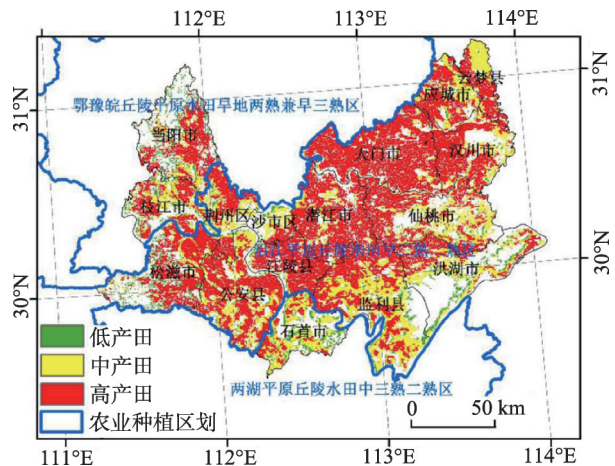 112°E
113°E
114°E
31°N
31°N
30°N
30°N
鄂豫皖丘陵平原水田旱地两熟兼早三熟区
云梦县
应城市
当阳市
天门市
汉川市
枝江市
荆州区
沙市区
潜江市
仙桃市
松滋市
江陵县
洪湖市
公安县
监利县
石首市
两湖平原丘陵水田中三熟二熟区
低产田
中产田
高产田
农业种植区划
0 50 km
111°E
112°E
113°E
114°E